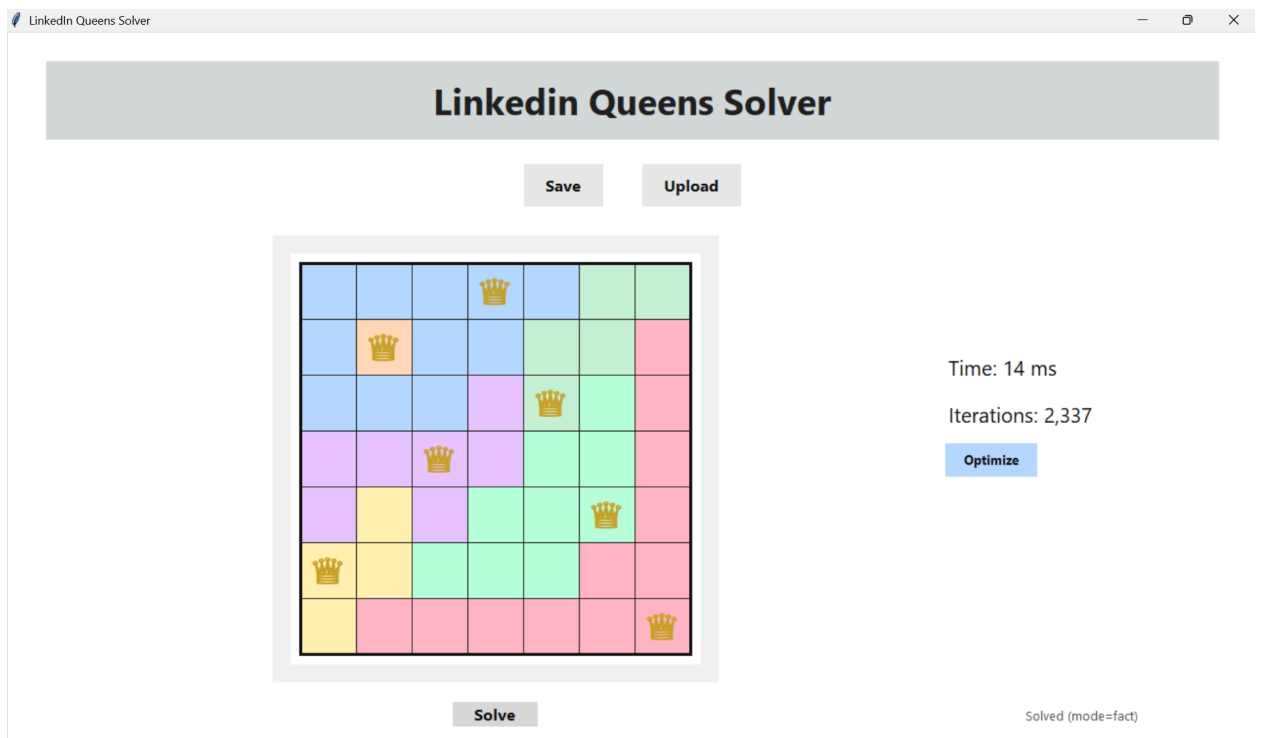 LinkedIn Queens Solver
Linkedin Queens Solver
Save
Upload
Time: 14 ms
Iterations: 2,337
Optimize
Solve
Solved (mode=fact)